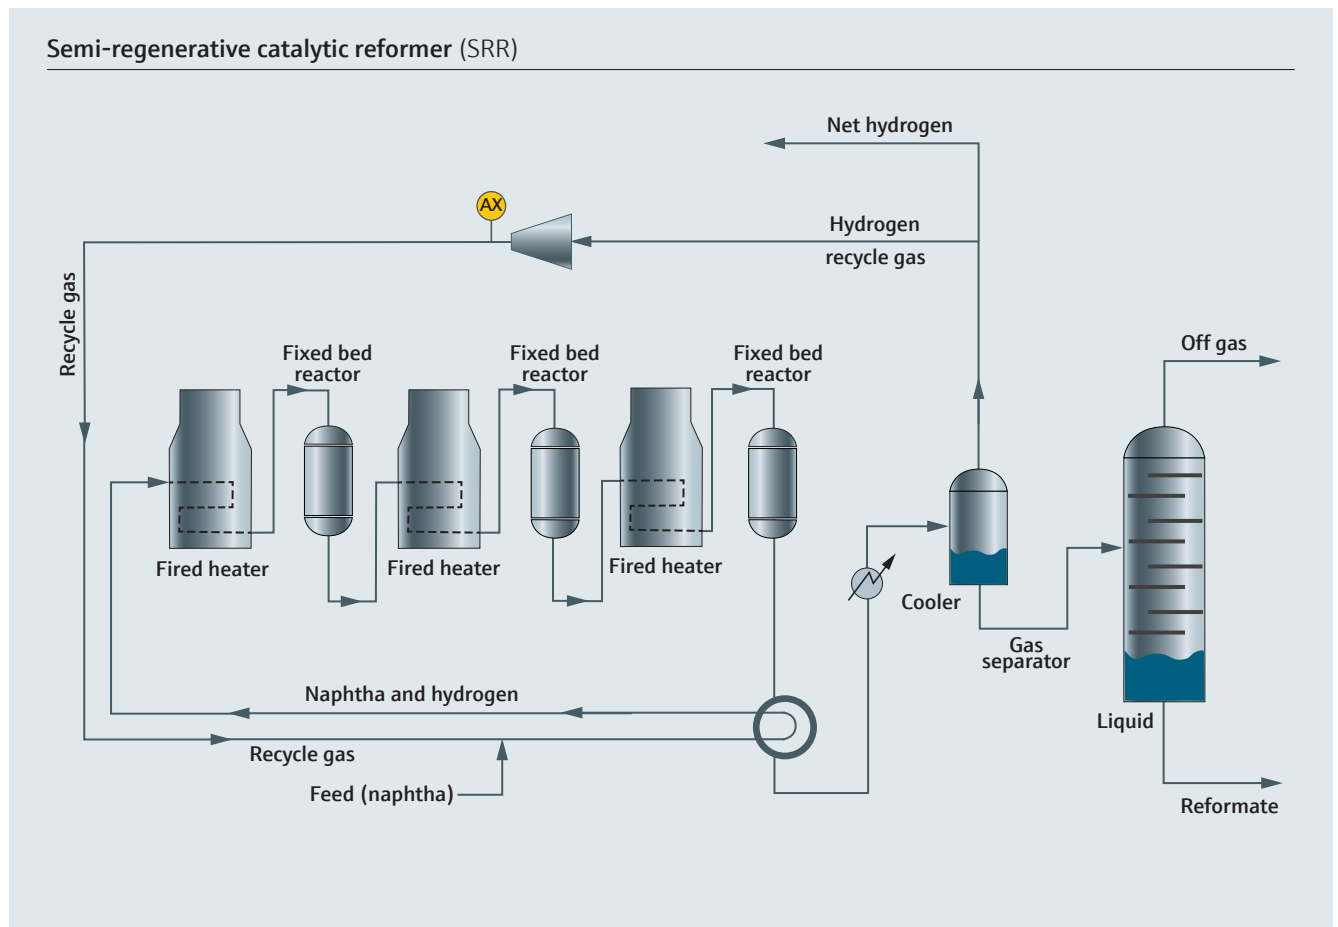 Semi-regenerative catalytic reformer (SRR)
Net hydrogen
AX
Hydrogen
recycle gas
Recycle gas
Fixed bed
reactor
Fixed bed
reactor
Fixed bed
reactor
Off gas
Fired heater
Fired heater
Fired heater
Cooler
Gas
separator
Naphtha and hydrogen
Liquid
Recycle gas
Feed (naphtha)
Reformate